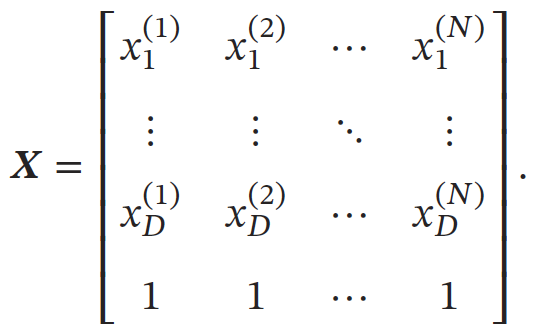 x_1^{(1)} x_1^{(2)} ⋯ x_1^{(N)}
⋮ ⋮ ⋱ ⋮
X = .
x_D^{(1)} x_D^{(2)} ⋯ x_D^{(N)}
1 1 ⋯ 1